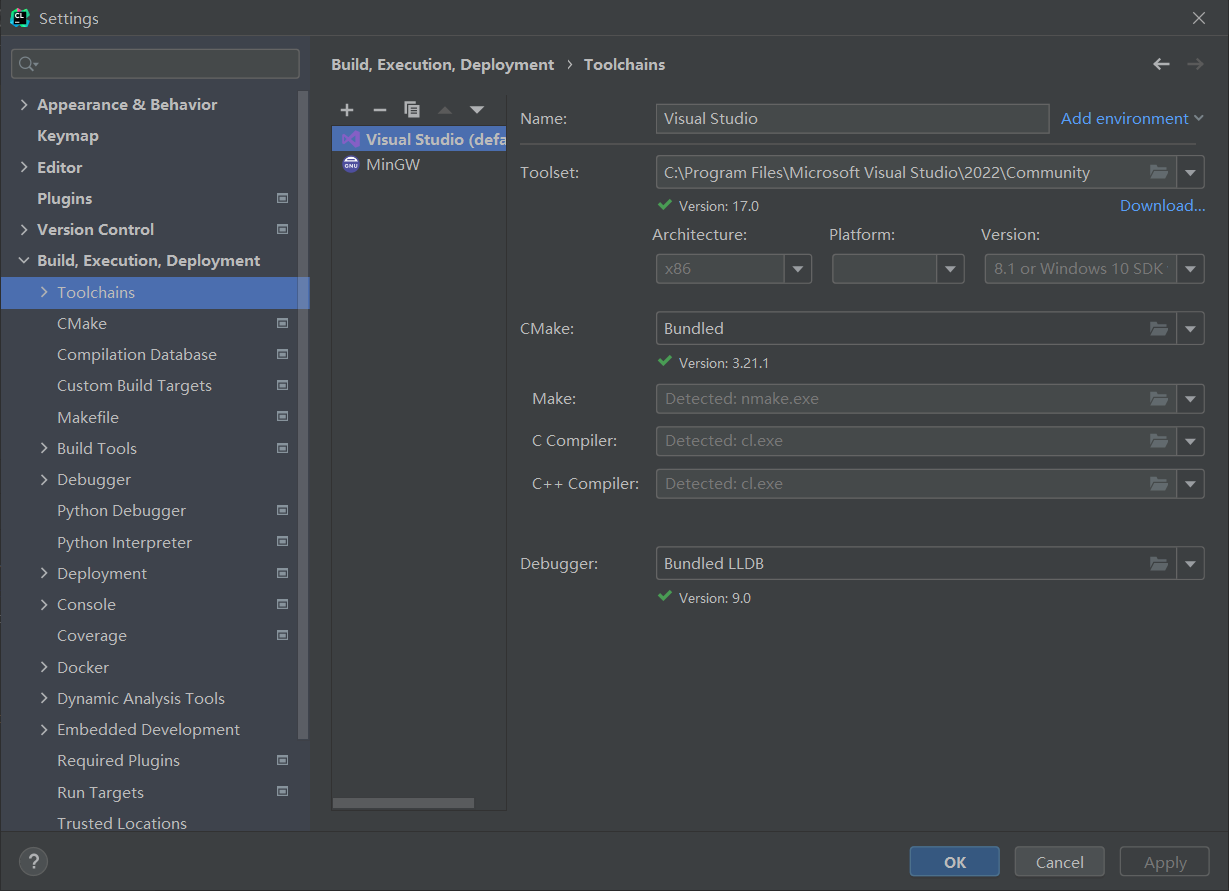 Settings
Appearance & Behavior
Keymap
Editor
Plugins
Version Control
Build, Execution, Deployment
Toolchains
CMake
Compilation Database
Custom Build Targets
Makefile
Build Tools
Debugger
Python Debugger
Python Interpreter
Deployment
Console
Coverage
Docker
Dynamic Analysis Tools
Embedded Development
Required Plugins
Run Targets
Trusted Locations
Build, Execution, Deployment › Toolchains
Visual Studio (defa
MinGW
Name: Visual Studio Add environment
Toolset: C:\Program Files\Microsoft Visual Studio\2022\Community
Version: 17.0 Download...
Architecture: Platform: Version:
x86 8.1 or Windows 10 SDK
CMake: Bundled
Version: 3.21.1
Make: Detected: nmake.exe
C Compiler: Detected: cl.exe
C++ Compiler: Detected: cl.exe
Debugger: Bundled LLDB
Version: 9.0
? OK Cancel Apply